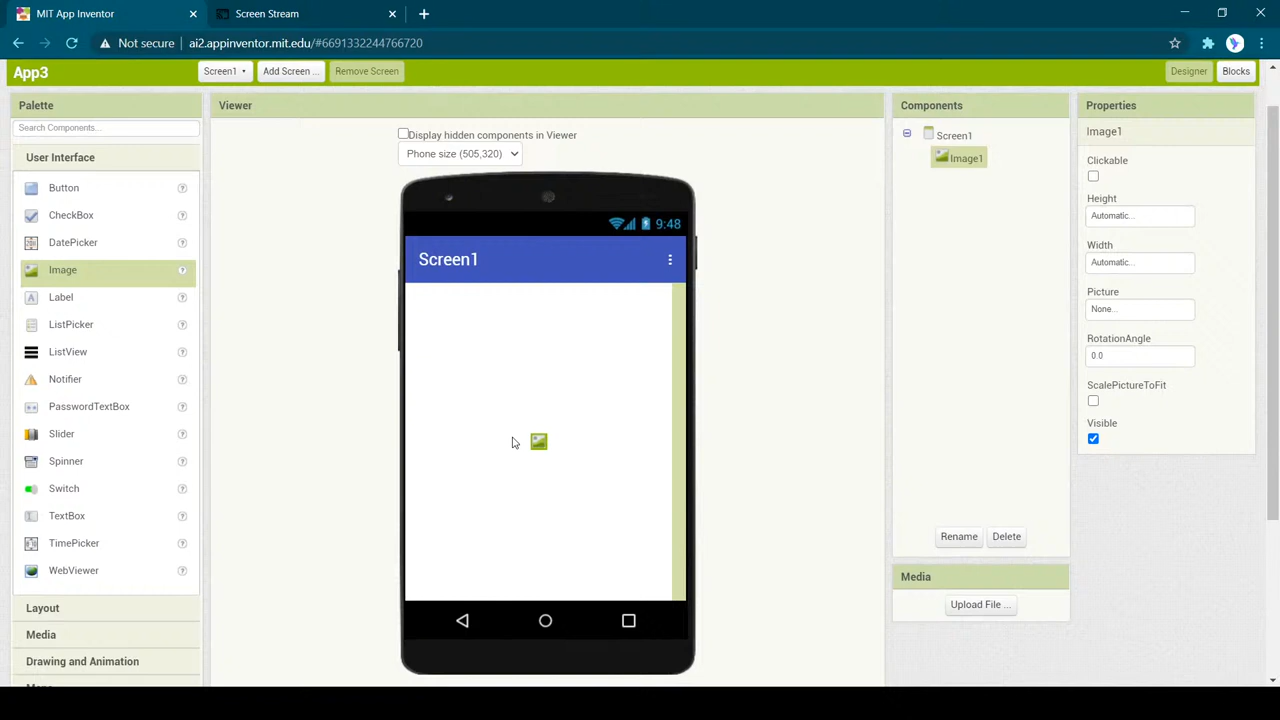 MIT App Inventor
Screen Stream
Not secure
ai2.appinventor.mit.edu/#6691332244766720
App3
Screen1
Add Screen ...
Remove Screen
Designer
Blocks
Palette
Search Components...
User Interface
Button
CheckBox
DatePicker
Image
Label
ListPicker
ListView
Notifier
PasswordTextBox
Slider
Spinner
Switch
TextBox
TimePicker
WebViewer
Layout
Media
Drawing and Animation
Viewer
Display hidden components in Viewer
Phone size (505,320)
9:48
Screen1
Components
Screen1
Image1
Rename
Delete
Media
Upload File ...
Properties
Image1
Clickable
Height
Automatic...
Width
Automatic...
Picture
None...
RotationAngle
0.0
ScalePictureToFit
Visible